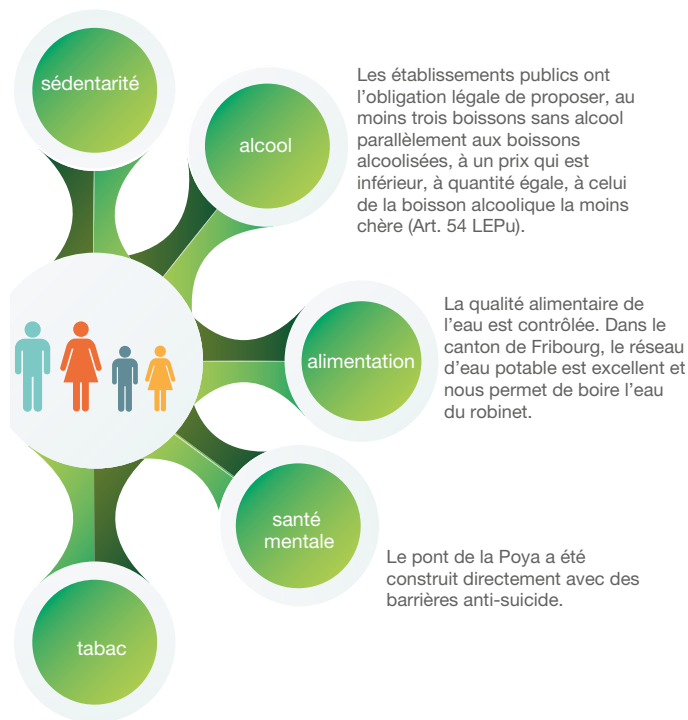 sédentarité
alcool
Les établissements publics ont
l'obligation légale de proposer, au
moins trois boissons sans alcool
parallèlement aux boissons
alcoolisées, à un prix qui est
inférieur, à quantité égale, à celui
de la boisson alcoolique la moins
chère (Art. 54 LEPu).
alimentation
La qualité alimentaire de
l'eau est contrôlée. Dans le
canton de Fribourg, le réseau
d'eau potable est excellent et
nous permet de boire l'eau
du robinet.
santé
mentale
Le pont de la Poya a été
construit directement avec des
barrières anti-suicide.
tabac